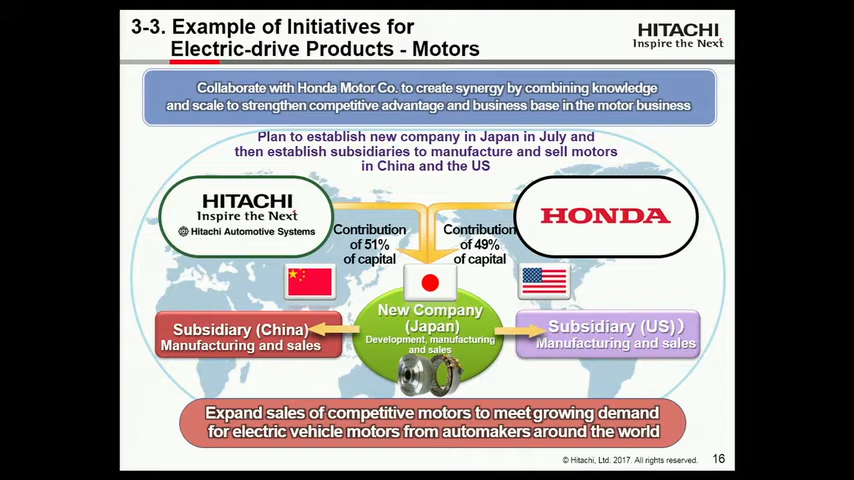 3-3. Example of Initiatives for
Electric-drive Products - Motors
HITACHI
Inspire the Next
Collaborate with Honda Motor Co. to create synergy by combining knowledge
and scale to strengthen competitive advantage and business base in the motor business
Plan to establish new company in Japan in July and
then establish subsidiaries to manufacture and sell motors
in China and the US
HITACHI
Inspire the Next
Hitachi Automotive Systems
Contribution
of 51%
of capital
Contribution
of 49%
of capital
HONDA
New Company
(Japan)
Development, manufacturing
and sales
Subsidiary (China)
Manufacturing and sales
Subsidiary (US))
Manufacturing and sales
Expand sales of competitive motors to meet growing demand
for electric vehicle motors from automakers around the world
© Hitachi, Ltd. 2017. All rights reserved.
16